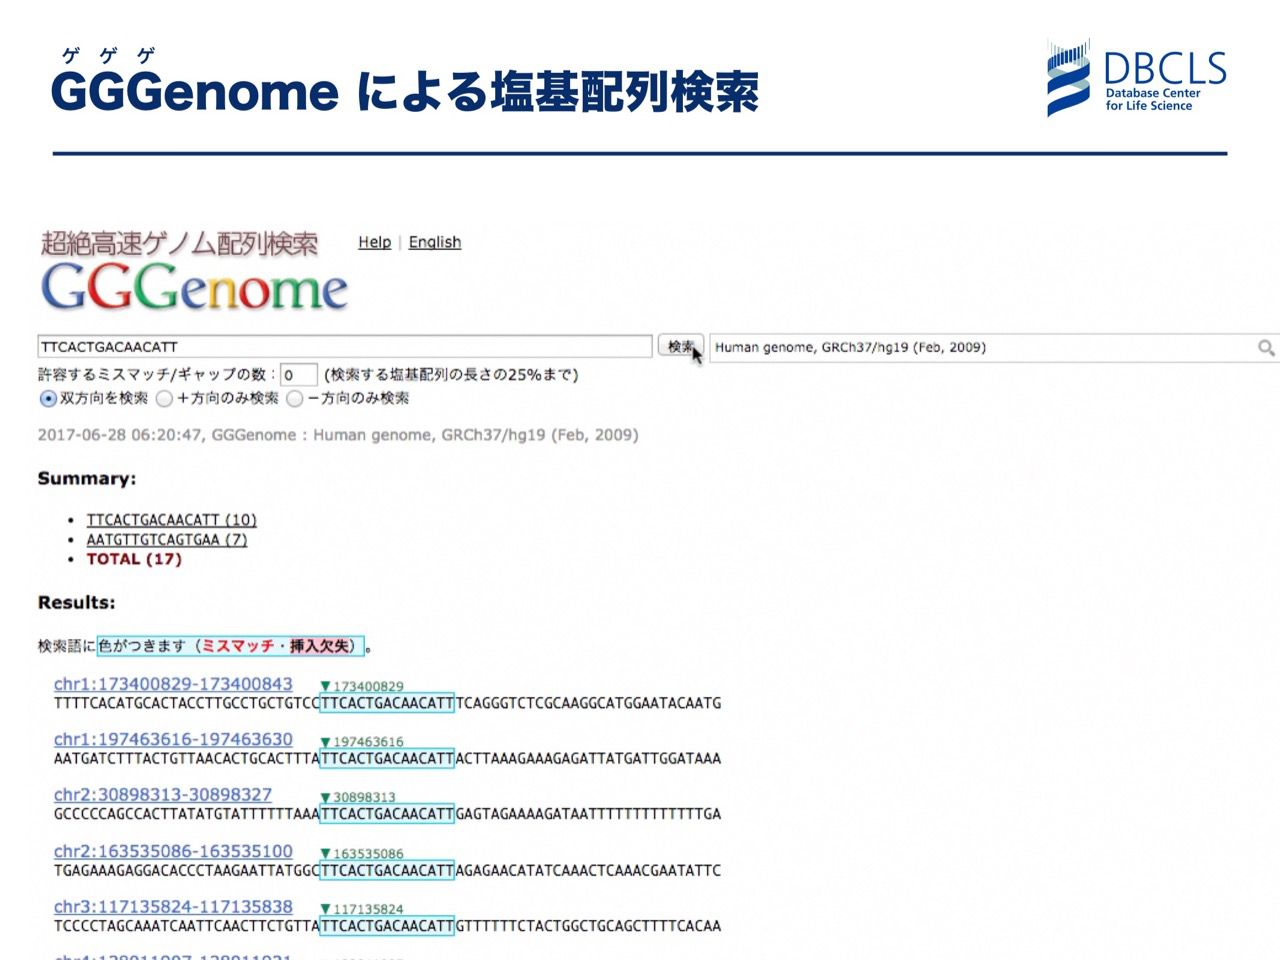 ゲ ゲ ゲ
GGGenome による塩基配列検索
DBCLS
Database Center
for Life Science
超絶高速ゲノム配列検索
Help | English
GGGenome
TTCACTGACAACATT 検索 Human genome, GRCh37/hg19 (Feb, 2009)
許容するミスマッチ/ギャップの数： 0 (検索する塩基配列の長さの25%まで)
双方向を検索 +方向のみ検索 −方向のみ検索
2017-06-28 06:20:47, GGGenome : Human genome, GRCh37/hg19 (Feb, 2009)
Summary:
• TTCACTGACAACATT (10)
• AATGTTGTCAGTGAA (7)
• TOTAL (17)
Results:
検索語に色がつきます（ミスマッチ・挿入欠失）。
chr1:173400829-173400843 ▼173400829
TTTTCACATGCACTACCTTGCCTGCTGTCCTTCACTGACAACATTTCAGGGTCTCGCAAGGCATGGAATACAATG
chr1:197463616-197463630 ▼197463616
AATGATCTTTACTGTTAACACTGCACTTTATTCACTGACAACATTACTTAAAGAAAGAGATTATGATTGGATAAA
chr2:30898313-30898327 ▼30898313
GCCCCCAGCCACTTATATGTATTTTTTAAATTCACTGACAACATTGAGTAGAAAAGATAATTTTTTTTTTTTTGA
chr2:163535086-163535100 ▼163535086
TGAGAAAGAGGACACCCTAAGAATTATGGCTTCACTGACAACATTAGAGAACATATCAAACTCAAACGAATATTC
chr3:117135824-117135838 ▼117135824
TCCCCTAGCAAATCAATTCAACTTCTGTTATTCACTGACAACATTGTTTTTTCTACTGGCTGCAGCTTTTCACAA